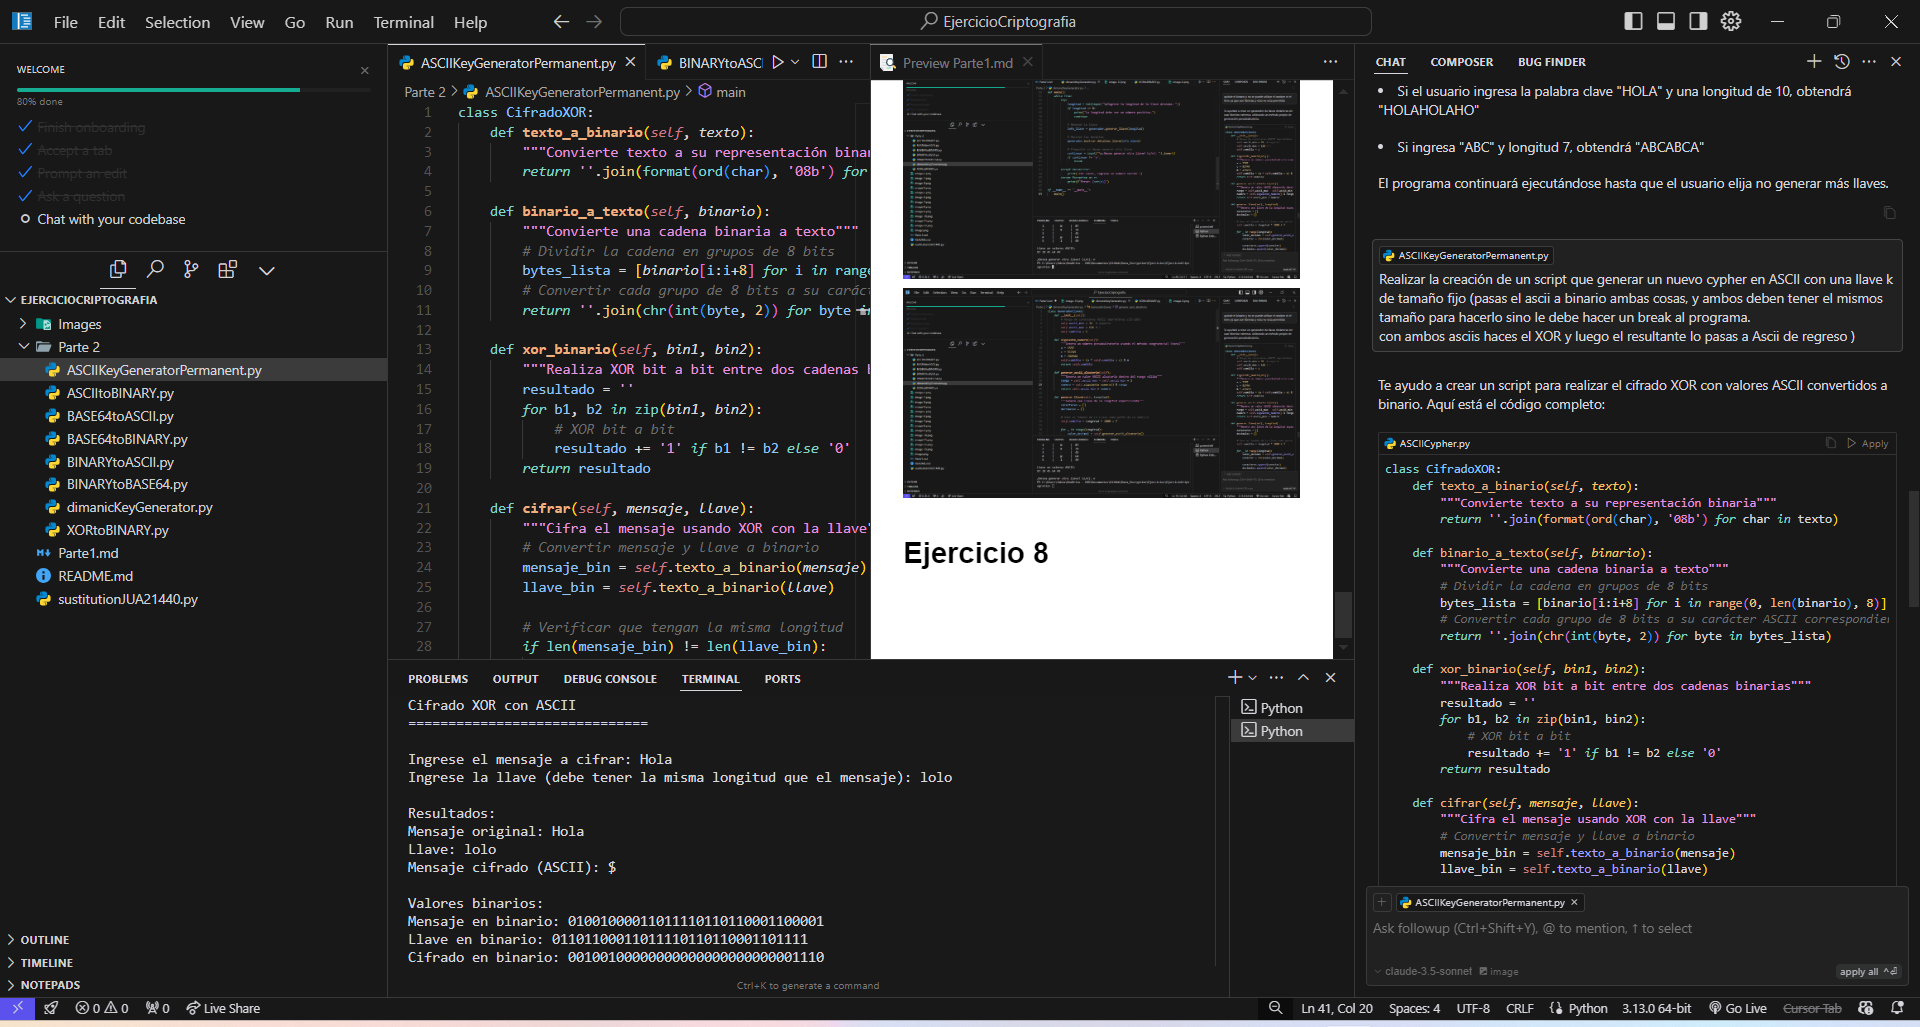 File Edit Selection View Go Run Terminal Help
EjercicioCriptografia
WELCOME
80% done
Finish onboarding
Accept a tab
Prompt an edit
Ask a question
Chat with your codebase
EJERCICIOCRIPTOGRAFIA
Images
Parte 2
ASCIIKeyGeneratorPermanent.py
ASCIItoBINARY.py
BASE64toASCII.py
BASE64toBINARY.py
BINARYtoASCII.py
BINARYtoBASE64.py
dimanicKeyGenerator.py
XORtoBINARY.py
Parte1.md
README.md
sustitutionJUA21440.py
OUTLINE
TIMELINE
NOTEPADS
ASCIIKeyGeneratorPermanent.py
BINARYtoASCI
Parte 2 > ASCIIKeyGeneratorPermanent.py > main
1 class CifradoXOR:
2 def texto_a_binario(self, texto):
3 """Convierte texto a su representación binar
4 return ''.join(format(ord(char), '08b') for
5
6 def binario_a_texto(self, binario):
7 """Convierte una cadena binaria a texto"""
8 # Dividir la cadena en grupos de 8 bits
9 bytes_lista = [binario[i:i+8] for i in range
10 # Convertir cada grupo de 8 bits a su caráct
11 return ''.join(chr(int(byte, 2)) for byte
12
13 def xor_binario(self, bin1, bin2):
14 """Realiza XOR bit a bit entre dos cadenas b
15 resultado = ''
16 for b1, b2 in zip(bin1, bin2):
17 # XOR bit a bit
18 resultado += '1' if b1 != b2 else '0'
19 return resultado
20
21 def cifrar(self, mensaje, llave):
22 """Cifra el mensaje usando XOR con la llave"
23 # Convertir mensaje y llave a binario
24 mensaje_bin = self.texto_a_binario(mensaje)
25 llave_bin = self.texto_a_binario(llave)
26
27 # Verificar que tengan la misma longitud
28 if len(mensaje_bin) != len(llave_bin):
Preview Parte1.md
Ejercicio 8
PROBLEMS OUTPUT DEBUG CONSOLE TERMINAL PORTS
Cifrado XOR con ASCII
==============================
Ingrese el mensaje a cifrar: Hola
Ingrese la llave (debe tener la misma longitud que el mensaje): lolo
Resultados:
Mensaje original: Hola
Llave: lolo
Mensaje cifrado (ASCII): $
Valores binarios:
Mensaje en binario: 01001000011011110110110001100001
Llave en binario: 01101100011011110110110001101111
Cifrado en binario: 00100100000000000000000000001110
Ctrl+K to generate a command
Python
Python
CHAT COMPOSER BUG FINDER
• Si el usuario ingresa la palabra clave "HOLA" y una longitud de 10, obtendrá
"HOLAHOLAHO"
• Si ingresa "ABC" y longitud 7, obtendrá "ABCABCA"
El programa continuará ejecutándose hasta que el usuario elija no generar más llaves.
ASCIIKeyGeneratorPermanent.py
Realizar la creación de un script que generar un nuevo cypher en ASCII con una llave k
de tamaño fijo (pasas el ascii a binario ambas cosas, y ambos deben tener el mismos
tamaño para hacerlo sino le debe hacer un break al programa.
con ambos asciis haces el XOR y luego el resultante lo pasas a Ascii de regreso )
Te ayudo a crear un script para realizar el cifrado XOR con valores ASCII convertidos a
binario. Aquí está el código completo:
ASCIICypher.py
Apply
class CifradoXOR:
def texto_a_binario(self, texto):
"""Convierte texto a su representación binaria"""
return ''.join(format(ord(char), '08b') for char in texto)
def binario_a_texto(self, binario):
"""Convierte una cadena binaria a texto"""
# Dividir la cadena en grupos de 8 bits
bytes_lista = [binario[i:i+8] for i in range(0, len(binario), 8)]
# Convertir cada grupo de 8 bits a su carácter ASCII correspondien
return ''.join(chr(int(byte, 2)) for byte in bytes_lista)
def xor_binario(self, bin1, bin2):
"""Realiza XOR bit a bit entre dos cadenas binarias"""
resultado = ''
for b1, b2 in zip(bin1, bin2):
# XOR bit a bit
resultado += '1' if b1 != b2 else '0'
return resultado
def cifrar(self, mensaje, llave):
"""Cifra el mensaje usando XOR con la llave"""
# Convertir mensaje y llave a binario
mensaje_bin = self.texto_a_binario(mensaje)
llave_bin = self.texto_a_binario(llave)
ASCIIKeyGeneratorPermanent.py
Ask followup (Ctrl+Shift+Y), @ to mention, ↑ to select
claude-3.5-sonnet image
apply all
0 0 0 Live Share
Ln 41, Col 20 Spaces: 4 UTF-8 CRLF Python 3.13.0 64-bit Go Live Cursor Tab